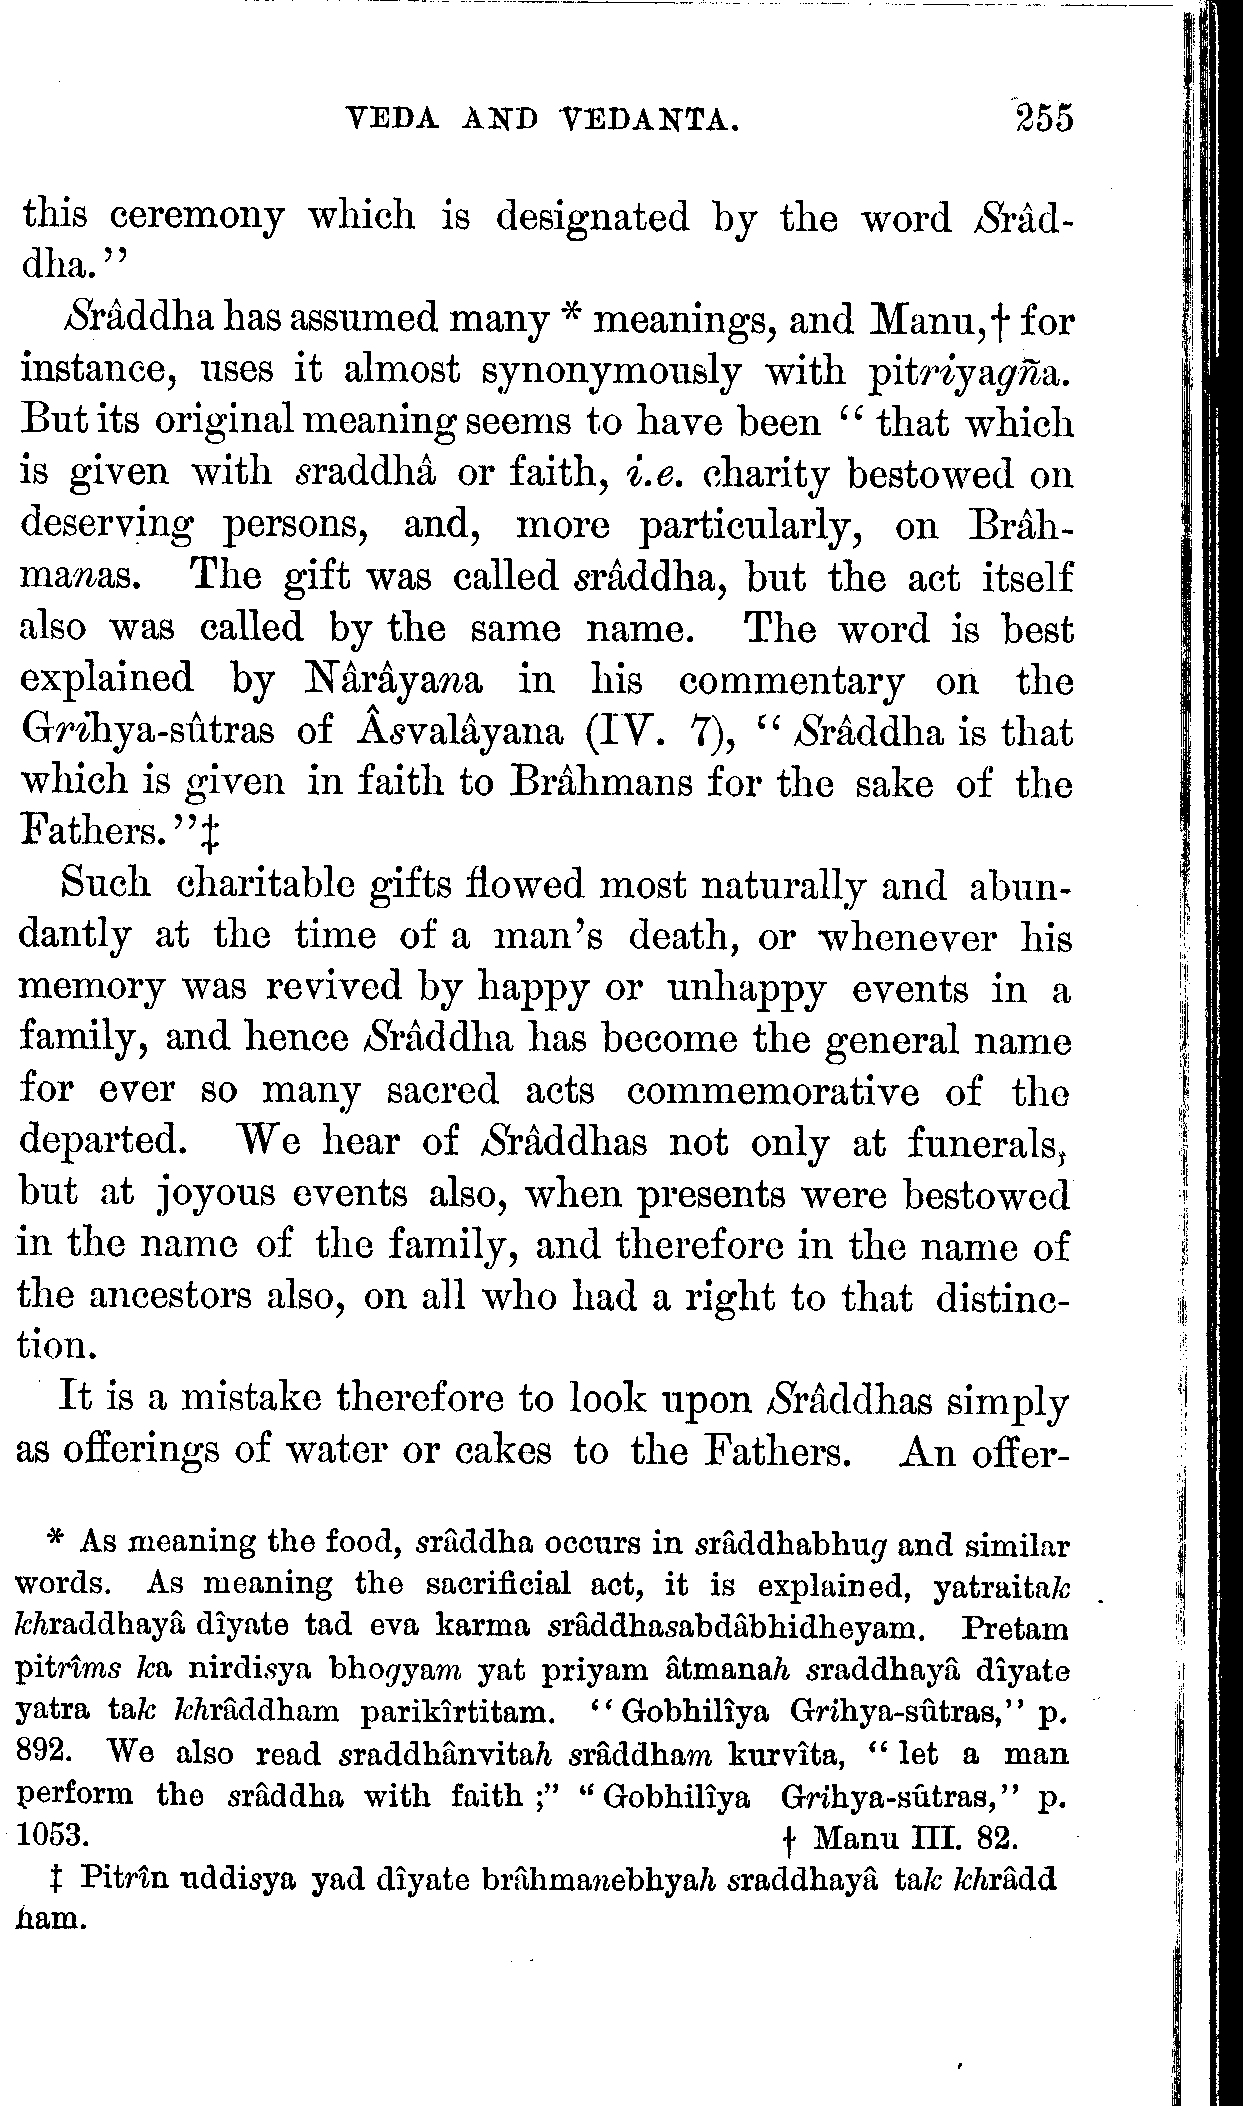 VEDA AND VEDANTA. 255
this ceremony which is designated by the word Srâd-
dha.”
Srâddha has assumed many * meanings, and Manu,† for
instance, uses it almost synonymously with pitriyagña.
But its original meaning seems to have been “ that which
is given with sraddhâ or faith, i.e. charity bestowed on
deserving persons, and, more particularly, on Brâh-
manas. The gift was called srâddha, but the act itself
also was called by the same name. The word is best
explained by Nârâyana in his commentary on the
Grihya-sûtras of Âsvalâyana (IV. 7), “ Srâddha is that
which is given in faith to Brâhmans for the sake of the
Fathers.”‡
Such charitable gifts flowed most naturally and abun-
dantly at the time of a man’s death, or whenever his
memory was revived by happy or unhappy events in a
family, and hence Srâddha has become the general name
for ever so many sacred acts commemorative of the
departed. We hear of Srâddhas not only at funerals,
but at joyous events also, when presents were bestowed
in the name of the family, and therefore in the name of
the ancestors also, on all who had a right to that distinc-
tion.
It is a mistake therefore to look upon Srâddhas simply
as offerings of water or cakes to the Fathers. An offer-
* As meaning the food, srâddha occurs in srâddhabhug and similar
words. As meaning the sacrificial act, it is explained, yatraitak
khraddhayâ dîyate tad eva karma srâddhasabdâbhidheyam. Pretam
pitrîms ka nirdisya bhogyam yat priyam âtmanah sraddhayâ dîyate
yatra tak khrâddham parikîrtitam. “ Gobhilîya Grihya-sûtras,” p.
892. We also read sraddhânvitah srâddham kurvîta, “ let a man
perform the srâddha with faith ;” “ Gobhilîya Grihya-sûtras,” p.
1053. † Manu III. 82.
‡ Pitrîn uddisya yad dîyate brâhmanebhyah sraddhayâ tak khrâdd
ham.